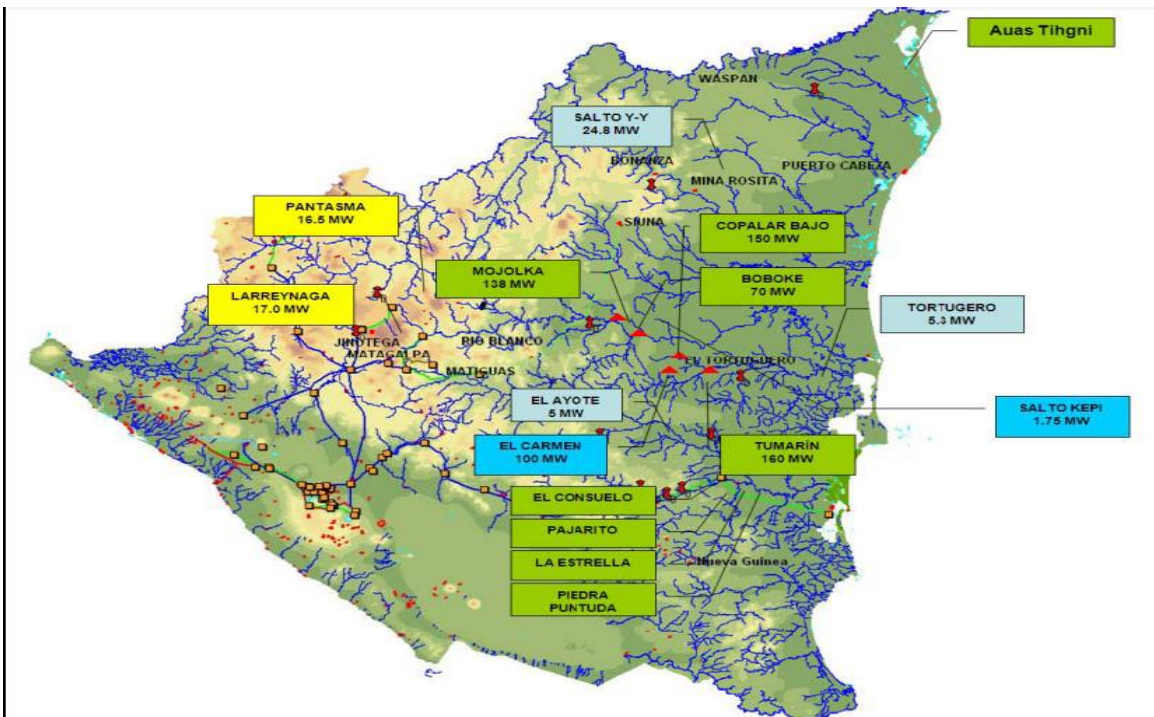 Auas Tihgni
WASPAN
SALTO Y-Y
24.8 MW
BONANZA
PUERTO CABEZA
MINA ROSITA
PANTASMA
16.5 MW
SIUNA
COPALAR BAJO
150 MW
MOJOLKA
138 MW
BOBOKE
70 MW
LARREYNAGA
17.0 MW
TORTUGERO
5.3 MW
JINOTEGA
RIO BLANCO
MATAGALPA
EL TORTUGUERO
MATIGUAS
EL AYOTE
5 MW
SALTO KEPI
1.75 MW
EL CARMEN
100 MW
TUMARÍN
160 MW
EL CONSUELO
PAJARITO
LA ESTRELLA
Nueva Guinea
PIEDRA
PUNTUDA